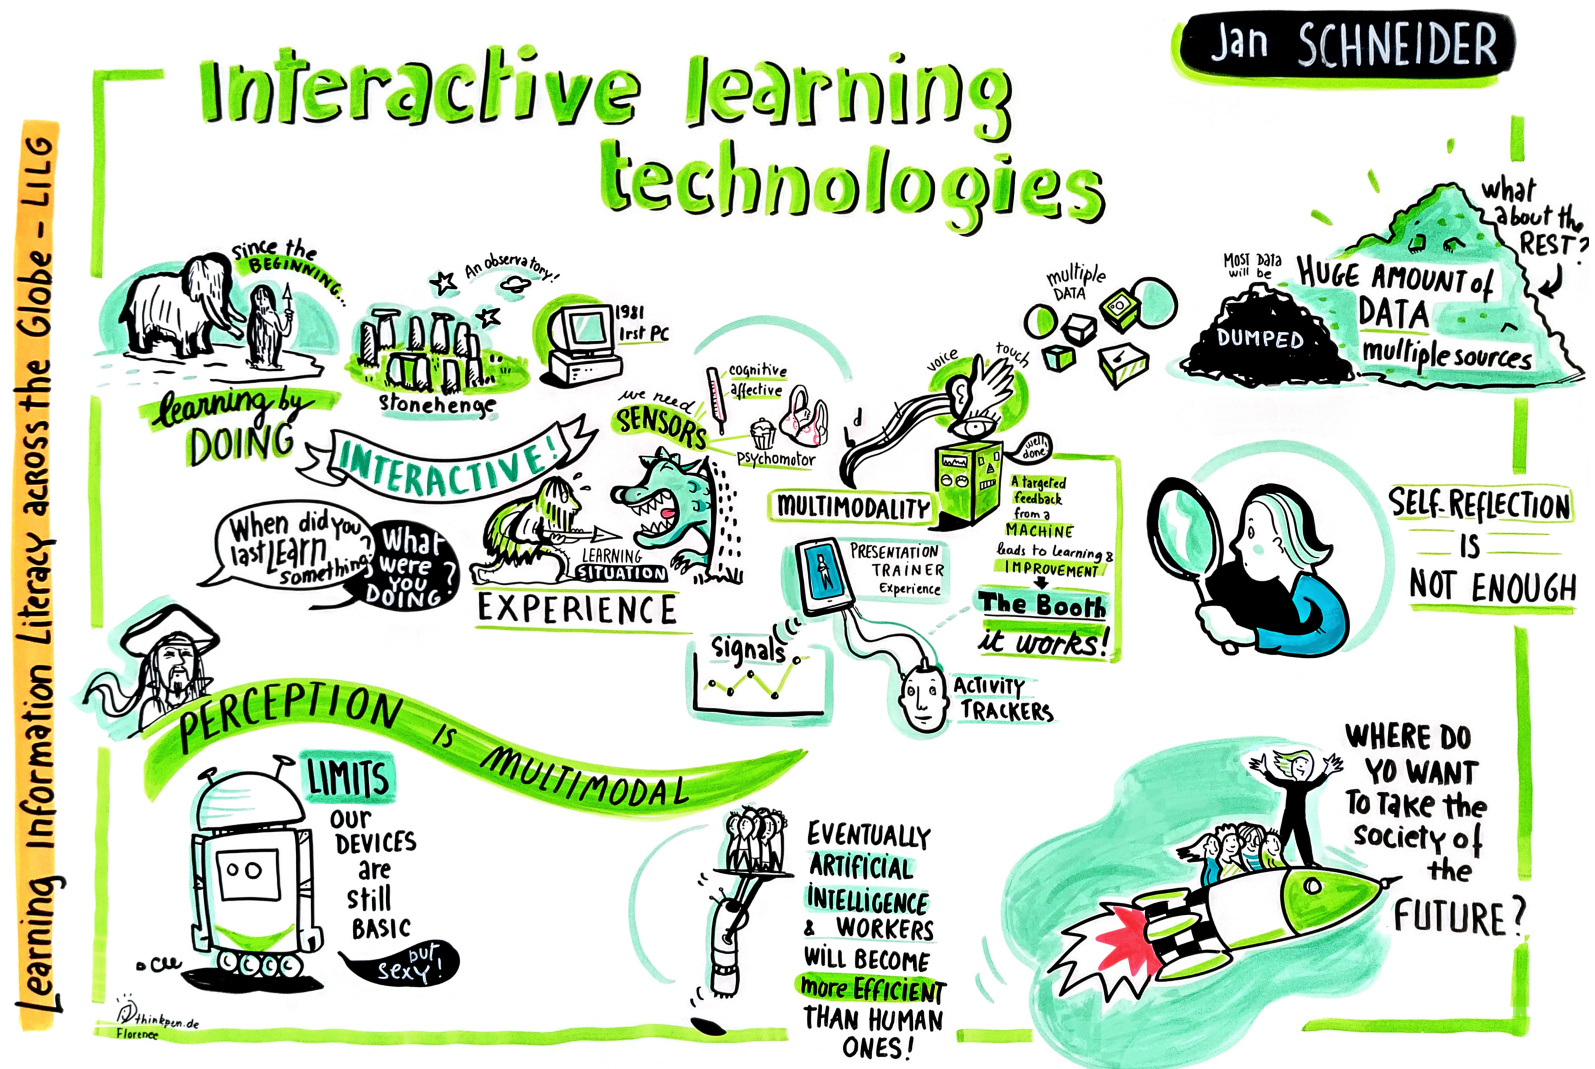 Jan SCHNEIDER
Interactive learning
technologies
Learning Information Literacy across the Globe - LILG
since the
BEGINNING...
learning by
DOING
An observatory!
stonehenge
1981
1rst PC
INTERACTIVE!
we need
SENSORS
cognitive
affective
psychomotor
When did you
last LEARN
something?
What
were
YOU
DOING?
LEARNING
SITUATION
EXPERIENCE
voice
touch
multiple
DATA
MULTIMODALITY
well
done
A targeted
feedback
from a
MACHINE
leads to learning &
IMPROVEMENT
The Booth
it works!
PRESENTATION
TRAINER
Experience
signals
ACTIVITY
TRACKERS
MOST DATA
will be
DUMPED
HUGE AMOUNT of
DATA
multiple sources
what
about the
REST?
SELF-REFLECTION
IS
NOT ENOUGH
PERCEPTION IS MULTIMODAL
LIMITS
our
DEVICES
are
still
BASIC
but
sexy!
EVENTUALLY
ARTIFICIAL
INTELLIGENCE
& WORKERS
WILL BECOME
more EFFICIENT
THAN HUMAN
ONES!
WHERE DO
YO WANT
To Take the
society of
the
FUTURE?
thinkpen.de
Florence